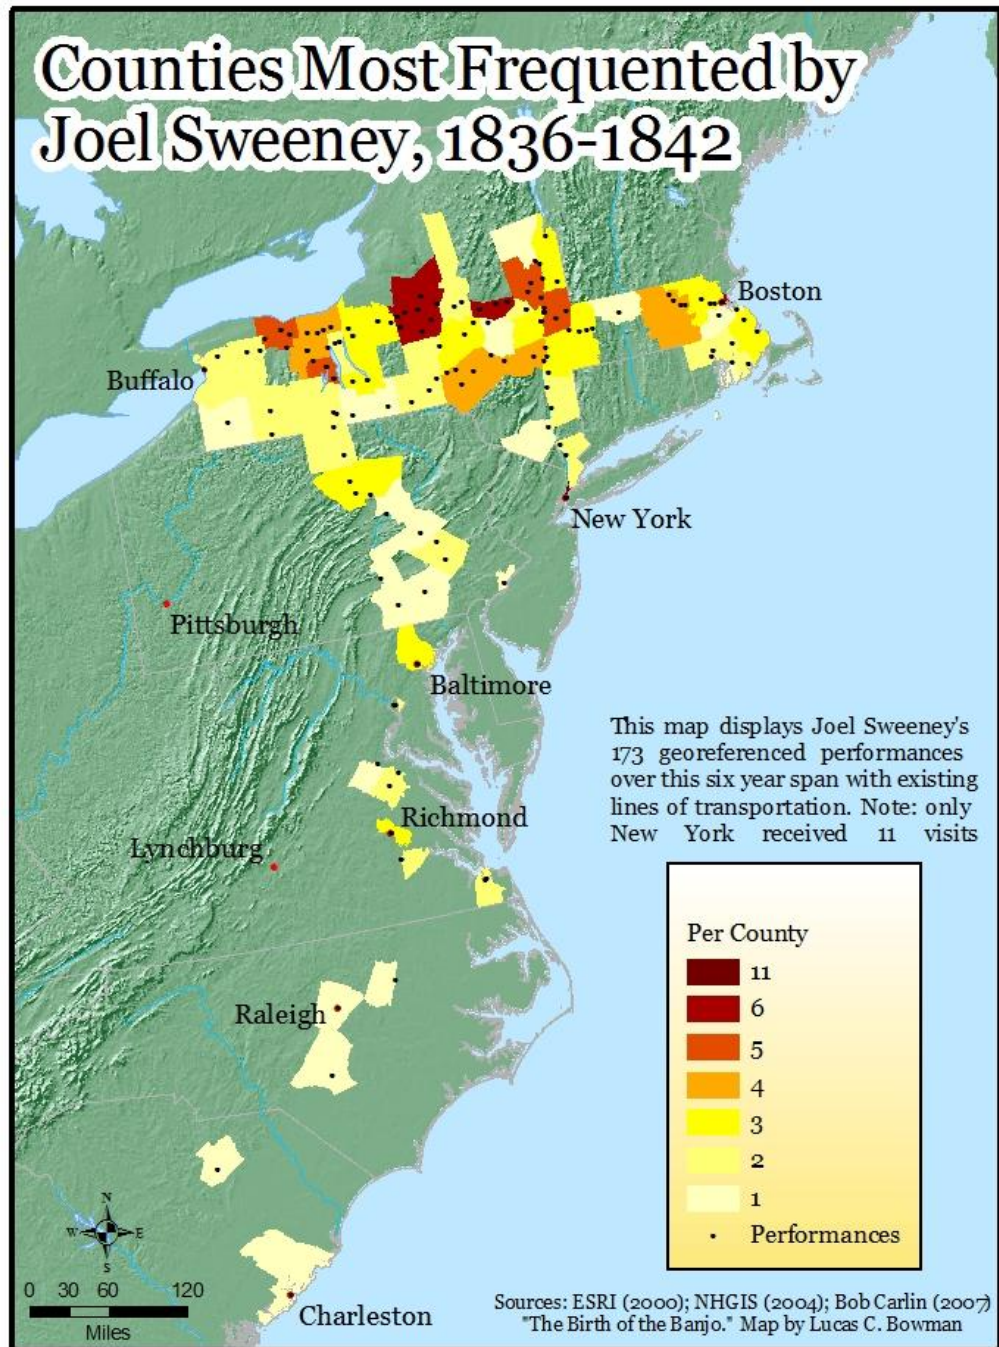 Counties Most Frequented by
Joel Sweeney, 1836-1842
Boston
Buffalo
New York
Pittsburgh
Baltimore
This map displays Joel Sweeney's
173 georeferenced performances
over this six year span with existing
lines of transportation. Note: only
New York received 11 visits
Richmond
Lynchburg
Per County
11
6
5
4
3
2
1
Performances
Raleigh
N
W E
S
0 30 60 120
Miles
Charleston
Sources: ESRI (2000); NHGIS (2004); Bob Carlin (2007)
"The Birth of the Banjo." Map by Lucas C. Bowman